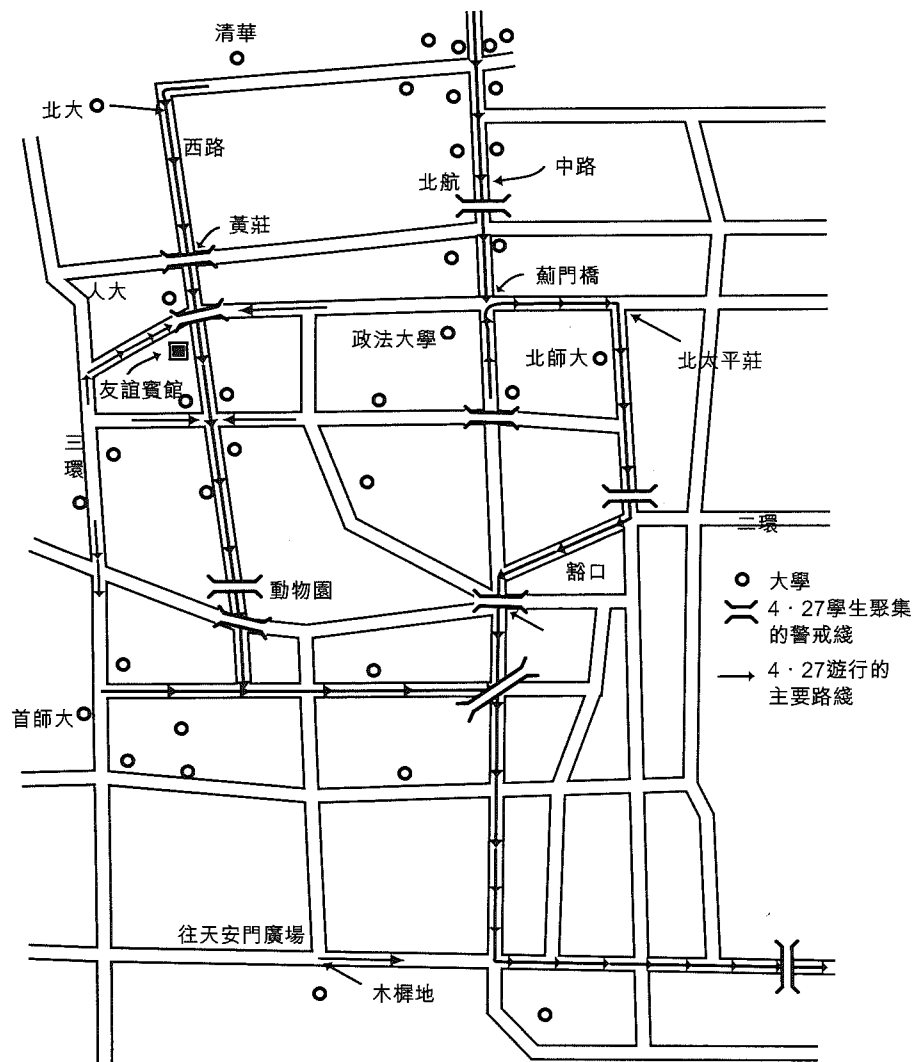 清華
北大
西路
北航
中路
黃莊
人大
薊門橋
政法大學
北師大
北太平莊
友誼賓館
三
環
二環
豁口
動物園
大學
4·27學生聚集
的警戒綫
4·27遊行的
主要路綫
首師大
往天安門廣場
木樨地